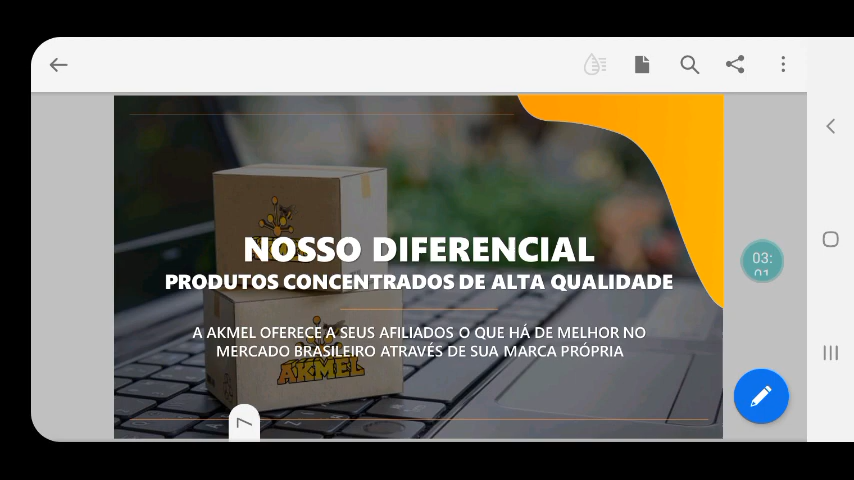 03:
01
NOSSO DIFERENCIAL
PRODUTOS CONCENTRADOS DE ALTA QUALIDADE
A AKMEL OFERECE A SEUS AFILIADOS O QUE HÁ DE MELHOR NO
MERCADO BRASILEIRO ATRAVÉS DE SUA MARCA PRÓPRIA
AKMEL
7